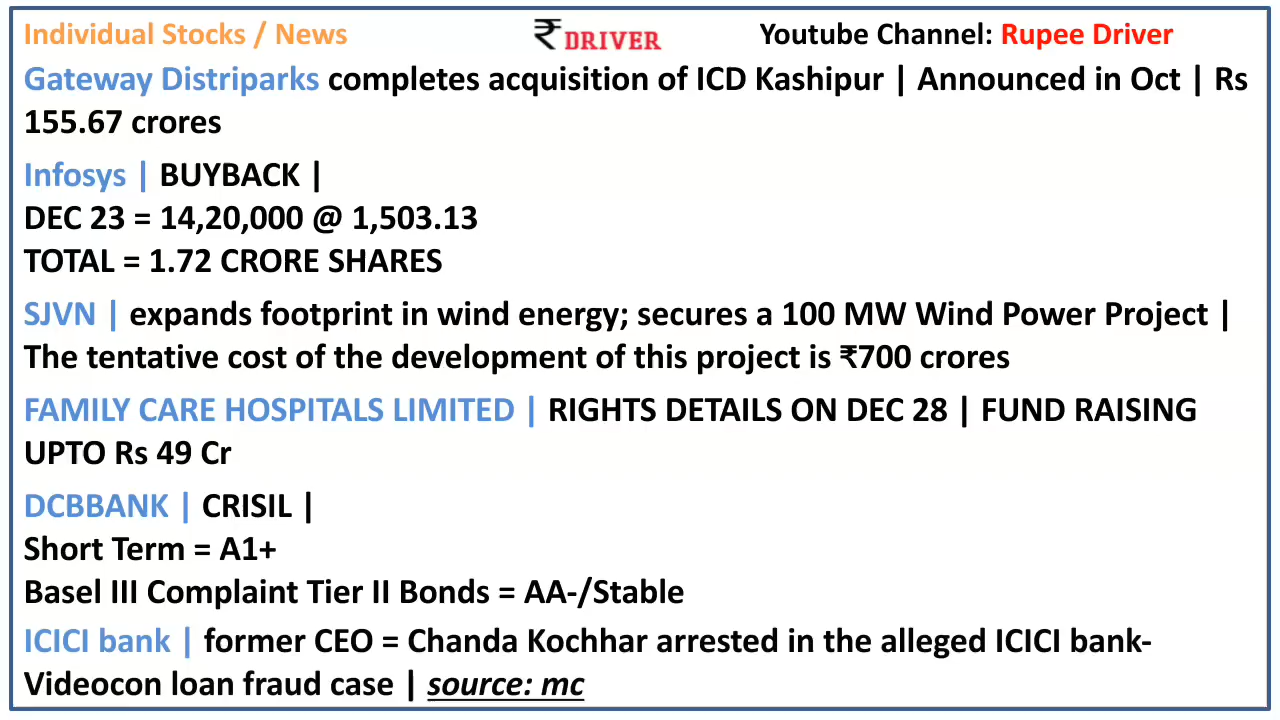 Individual Stocks / News ₹ DRIVER Youtube Channel: Rupee Driver
Gateway Distriparks completes acquisition of ICD Kashipur | Announced in Oct | Rs
155.67 crores
Infosys | BUYBACK |
DEC 23 = 14,20,000 @ 1,503.13
TOTAL = 1.72 CRORE SHARES
SJVN | expands footprint in wind energy; secures a 100 MW Wind Power Project |
The tentative cost of the development of this project is ₹700 crores
FAMILY CARE HOSPITALS LIMITED | RIGHTS DETAILS ON DEC 28 | FUND RAISING
UPTO Rs 49 Cr
DCBBANK | CRISIL |
Short Term = A1+
Basel III Complaint Tier II Bonds = AA-/Stable
ICICI bank | former CEO = Chanda Kochhar arrested in the alleged ICICI bank-
Videocon loan fraud case | source: mc